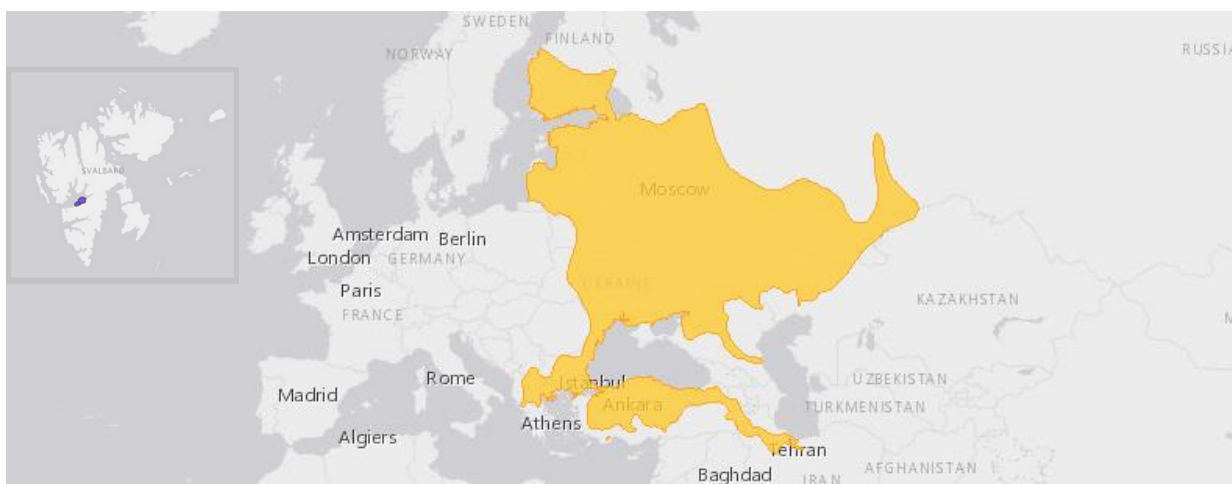 SWEDEN
FINLAND
NORWAY
RUSSIA
SVALBARD
Moscow
Amsterdam
Berlin
London
GERMANY
UKRAINE
Paris
KAZAKHSTAN
FRANCE
Rome
Istanbul
UZBEKISTAN
Madrid
Ankara
TURKMENISTAN
Athens
Algiers
Tehran
AFGHANISTAN
Baghdad
IRAN